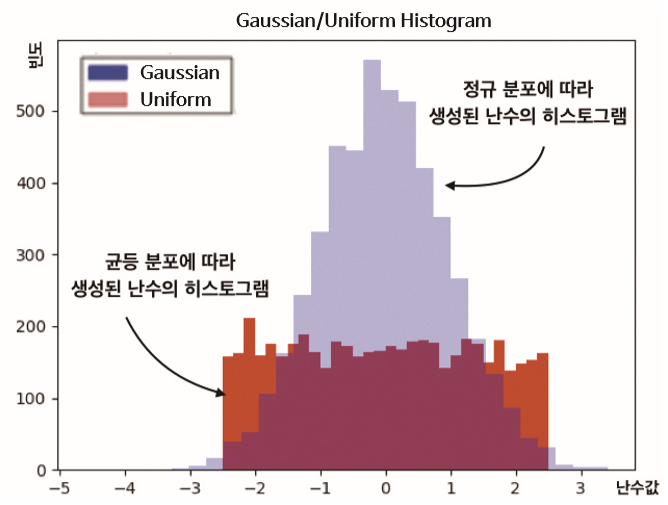 Gaussian/Uniform Histogram
빈도
Gaussian
Uniform
정규 분포에 따라
생성된 난수의 히스토그램
균등 분포에 따라
생성된 난수의 히스토그램
500
400
300
200
100
0
−5 −4 −3 −2 −1 0 1 2 3 난수값